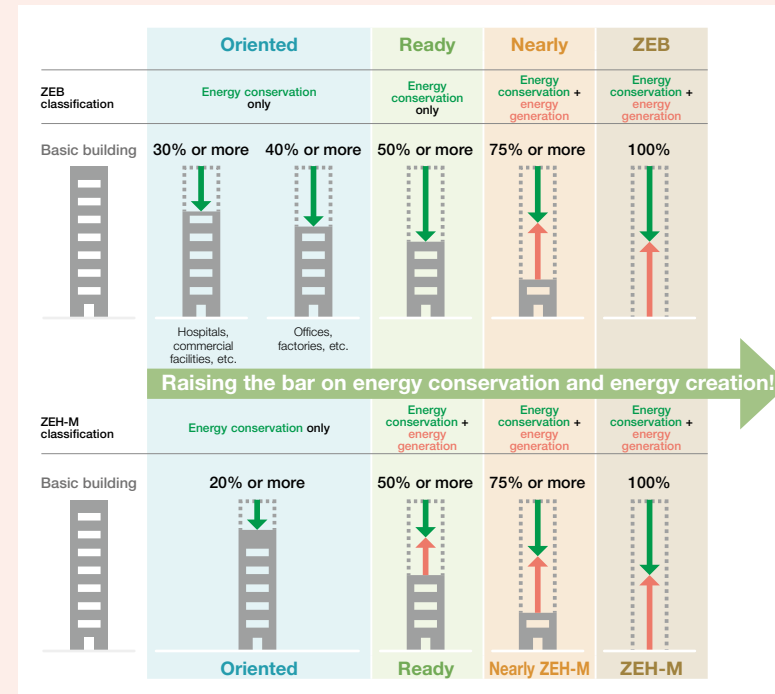 Oriented
Ready
Nearly
ZEB
ZEB
classification
Energy conservation
only
Energy
conservation
only
Energy
conservation +
energy
generation
Energy
conservation +
energy
generation
Basic building
30% or more
40% or more
50% or more
75% or more
100%
Hospitals,
commercial
facilities, etc.
Offices,
factories, etc.
Raising the bar on energy conservation and energy creation!
ZEH-M
classification
Energy conservation only
Energy
conservation +
energy
generation
Energy
conservation +
energy
generation
Energy
conservation +
energy
generation
Basic building
20% or more
50% or more
75% or more
100%
Oriented
Ready
Nearly ZEH-M
ZEH-M